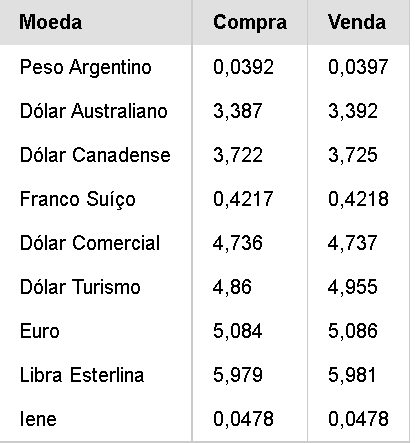 Moeda Compra Venda
Peso Argentino 0,0392 0,0397
Dólar Australiano 3,387 3,392
Dólar Canadense 3,722 3,725
Franco Suíço 0,4217 0,4218
Dólar Comercial 4,736 4,737
Dólar Turismo 4,86 4,955
Euro 5,084 5,086
Libra Esterlina 5,979 5,981
Iene 0,0478 0,0478